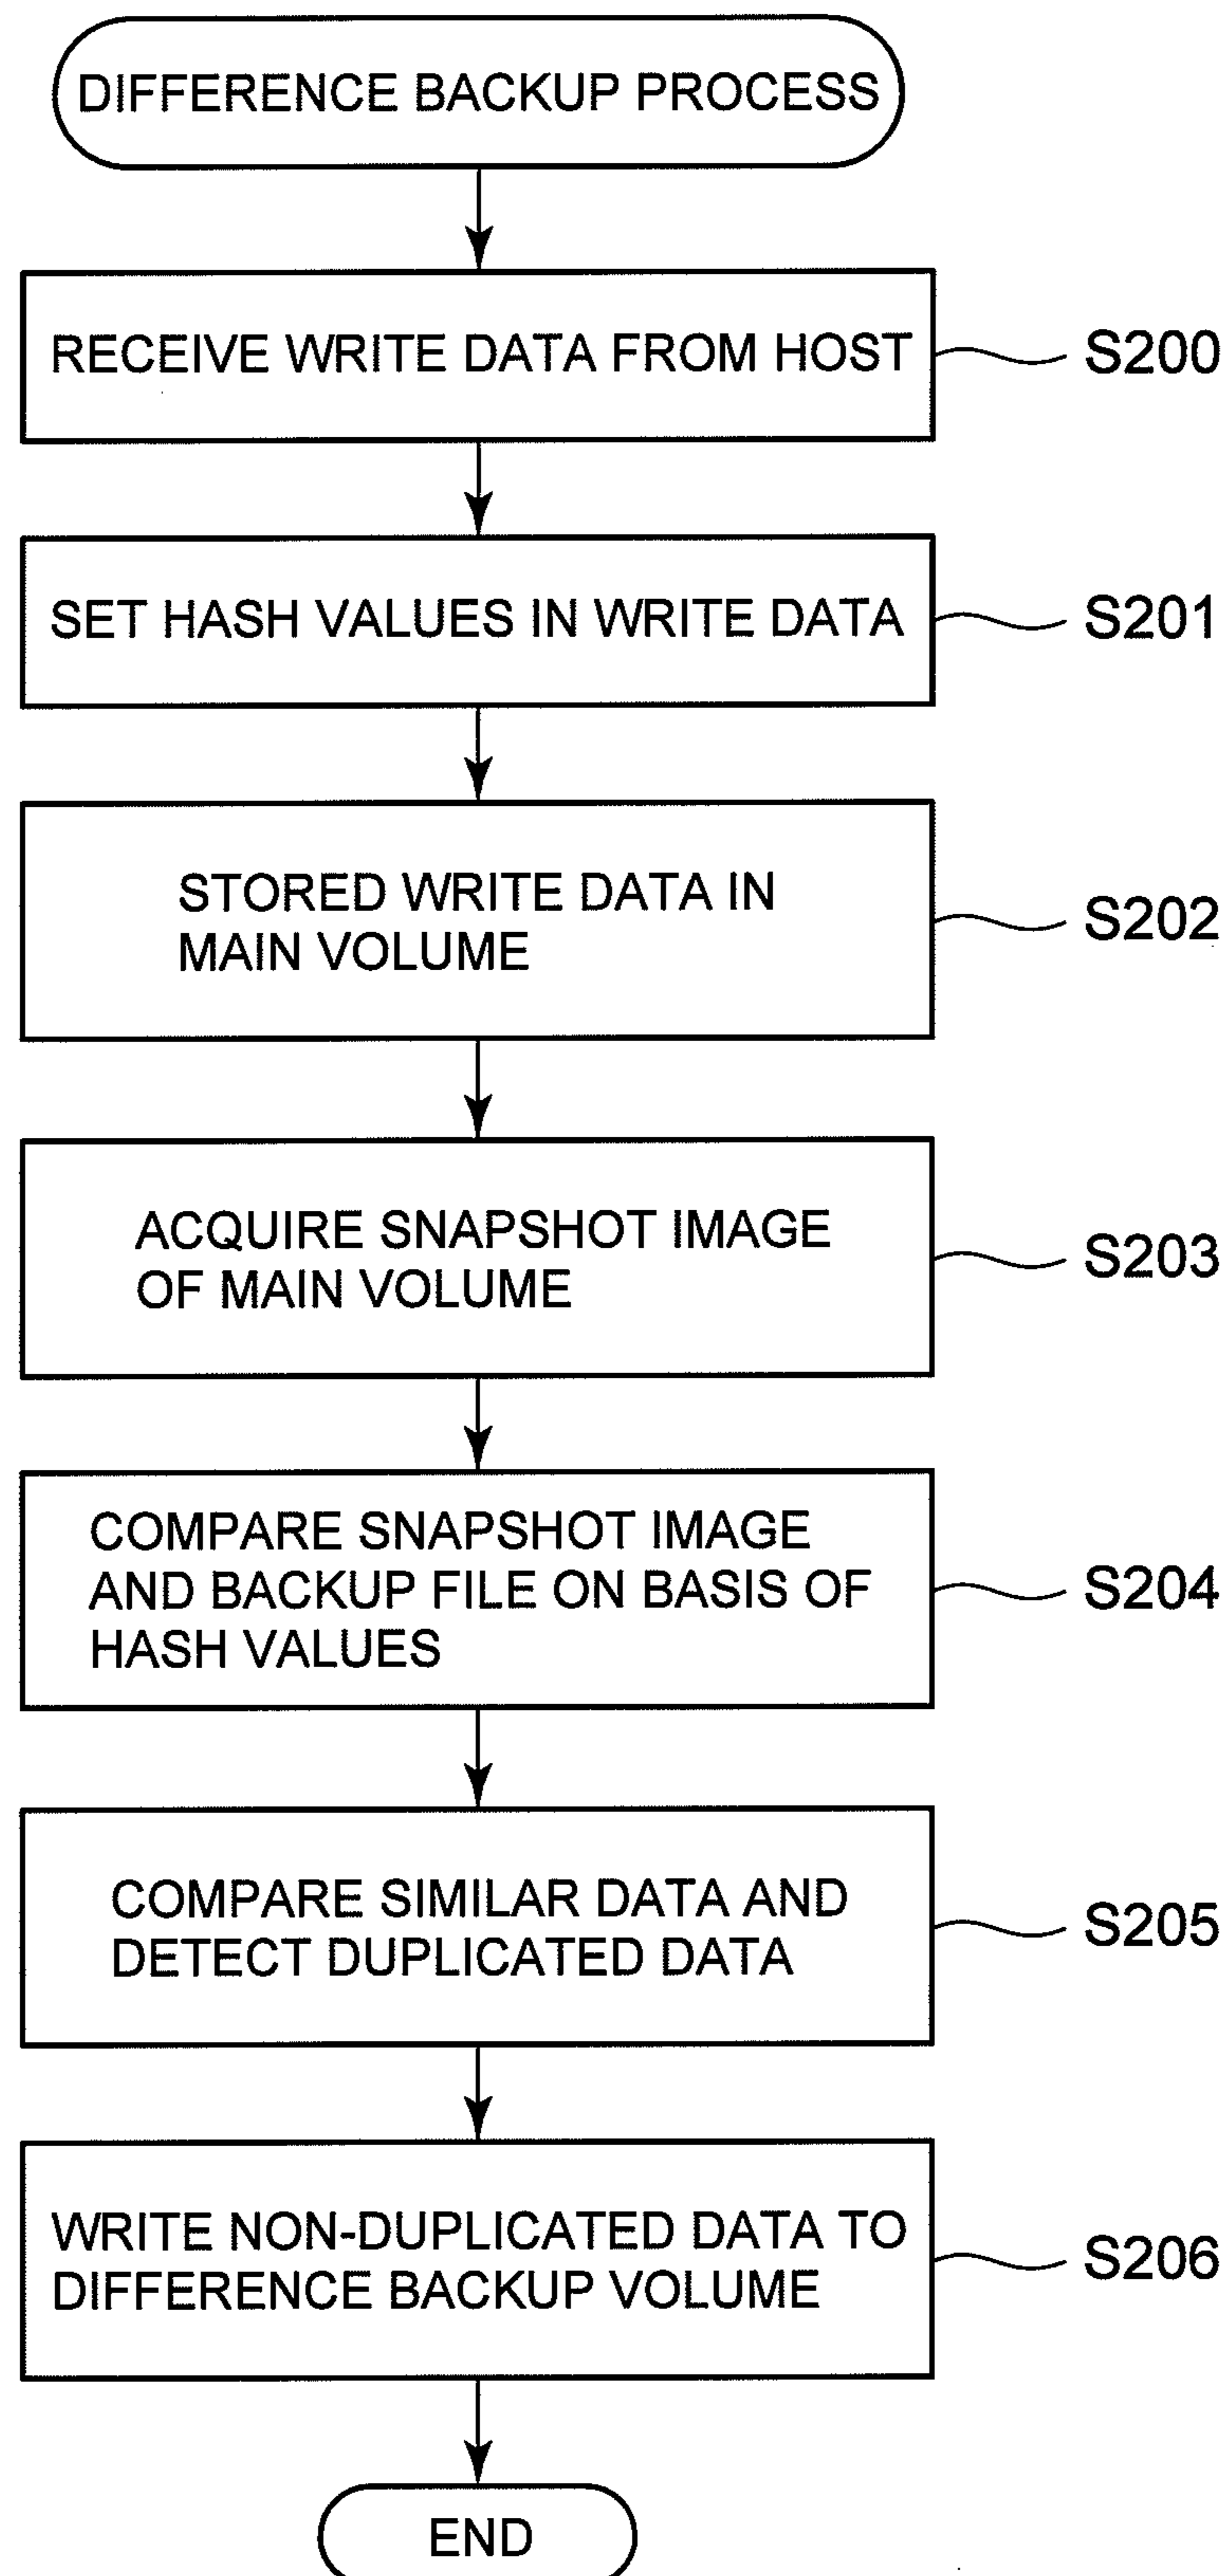 DIFFERENCE BACKUP PROCESS
RECEIVE WRITE DATA FROM HOST
S200
SET HASH VALUES IN WRITE DATA
S201
STORED WRITE DATA IN
MAIN VOLUME
S202
ACQUIRE SNAPSHOT IMAGE
OF MAIN VOLUME
S203
COMPARE SNAPSHOT IMAGE
AND BACKUP FILE ON BASIS OF
HASH VALUES
S204
COMPARE SIMILAR DATA AND
DETECT DUPLICATED DATA
S205
WRITE NON-DUPLICATED DATA TO
DIFFERENCE BACKUP VOLUME
S206
END